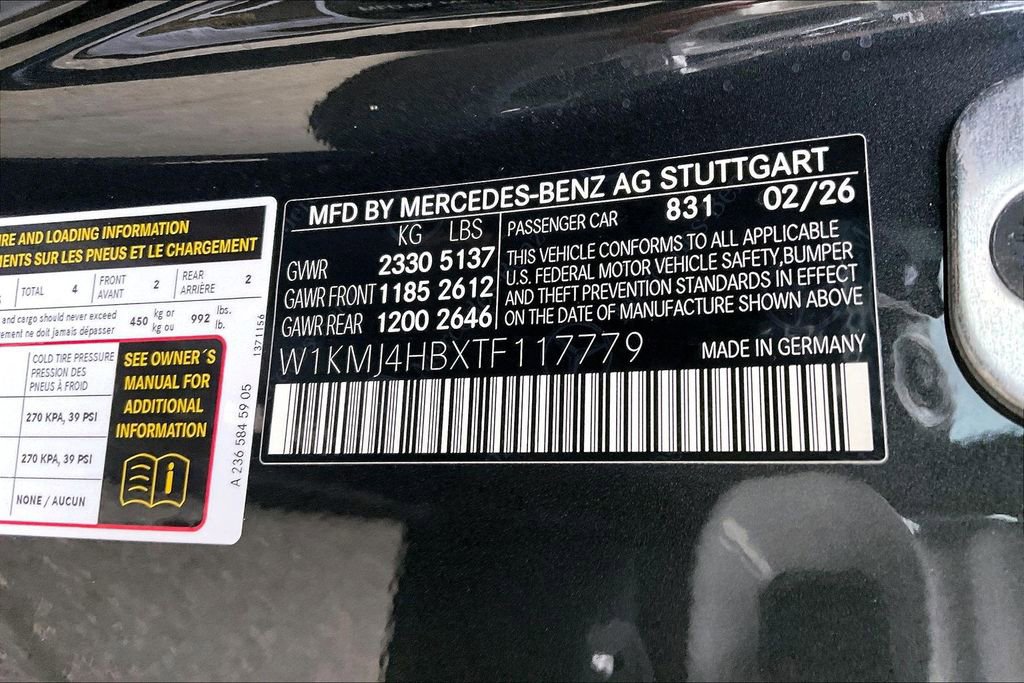 RE AND LOADING INFORMATION
MENTS SUR LES PNEUS ET LE CHARGEMENT
TOTAL 4 FRONT AVANT 2 REAR ARRIÈRE 2
and cargo should never exceed
ne doit jamais dépasser
450 kg or kg ou 992 lbs. lb.
COLD TIRE PRESSURE
PRESSION DES
PNEUS À FROID
270 KPA, 39 PSI
270 KPA, 39 PSI
NONE / AUCUN
SEE OWNER´S
MANUAL FOR
ADDITIONAL
INFORMATION
1371156
A 236 584 59 05
MFD BY MERCEDES-BENZ AG STUTTGART
KG LBS
GVWR 2330 5137
GAWR FRONT 1185 2612
GAWR REAR 1200 2646
PASSENGER CAR 831 02/26
THIS VEHICLE CONFORMS TO ALL APPLICABLE
U.S. FEDERAL MOTOR VEHICLE SAFETY,BUMPER
AND THEFT PREVENTION STANDARDS IN EFFECT
ON THE DATE OF MANUFACTURE SHOWN ABOVE
W1KMJ4HBXTF117779 MADE IN GERMANY